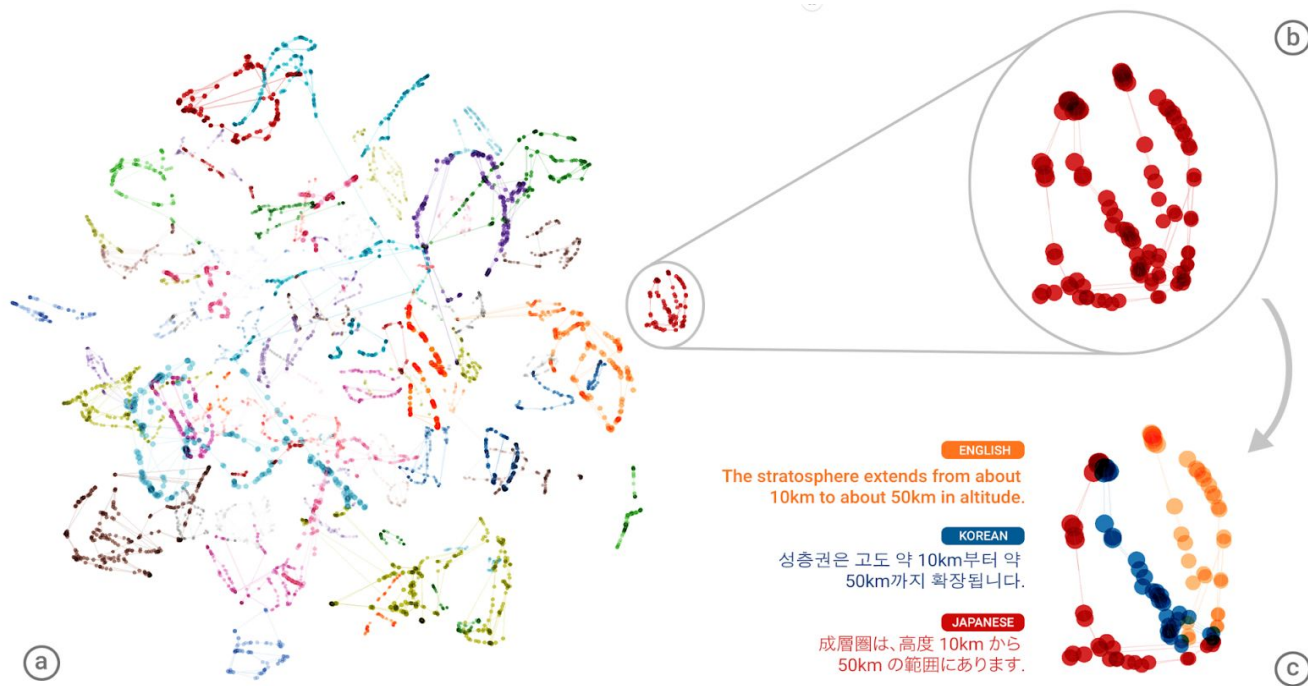 b
ENGLISH
The stratosphere extends from about
10km to about 50km in altitude.
KOREAN
성층권은 고도 약 10km부터 약
50km까지 확장됩니다.
JAPANESE
成層圏は、高度 10km から
50km の範囲にあります.
a
c